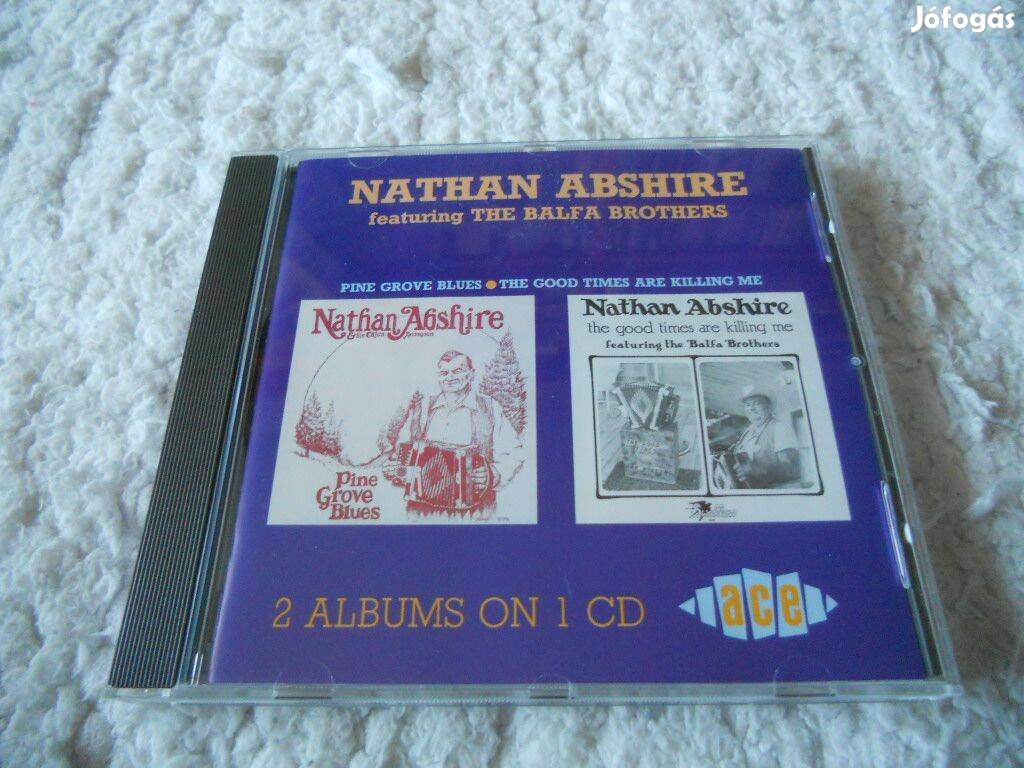 Jófogás
NATHAN ABSHIRE
featuring THE BALFA BROTHERS
PINE GROVE BLUES • THE GOOD TIMES ARE KILLING ME
Nathan Abshire
Pine
Grove
Blues
Nathan Abshire
the good times are killing me
featuring the Balfa Brothers
2 ALBUMS ON 1 CD
ace